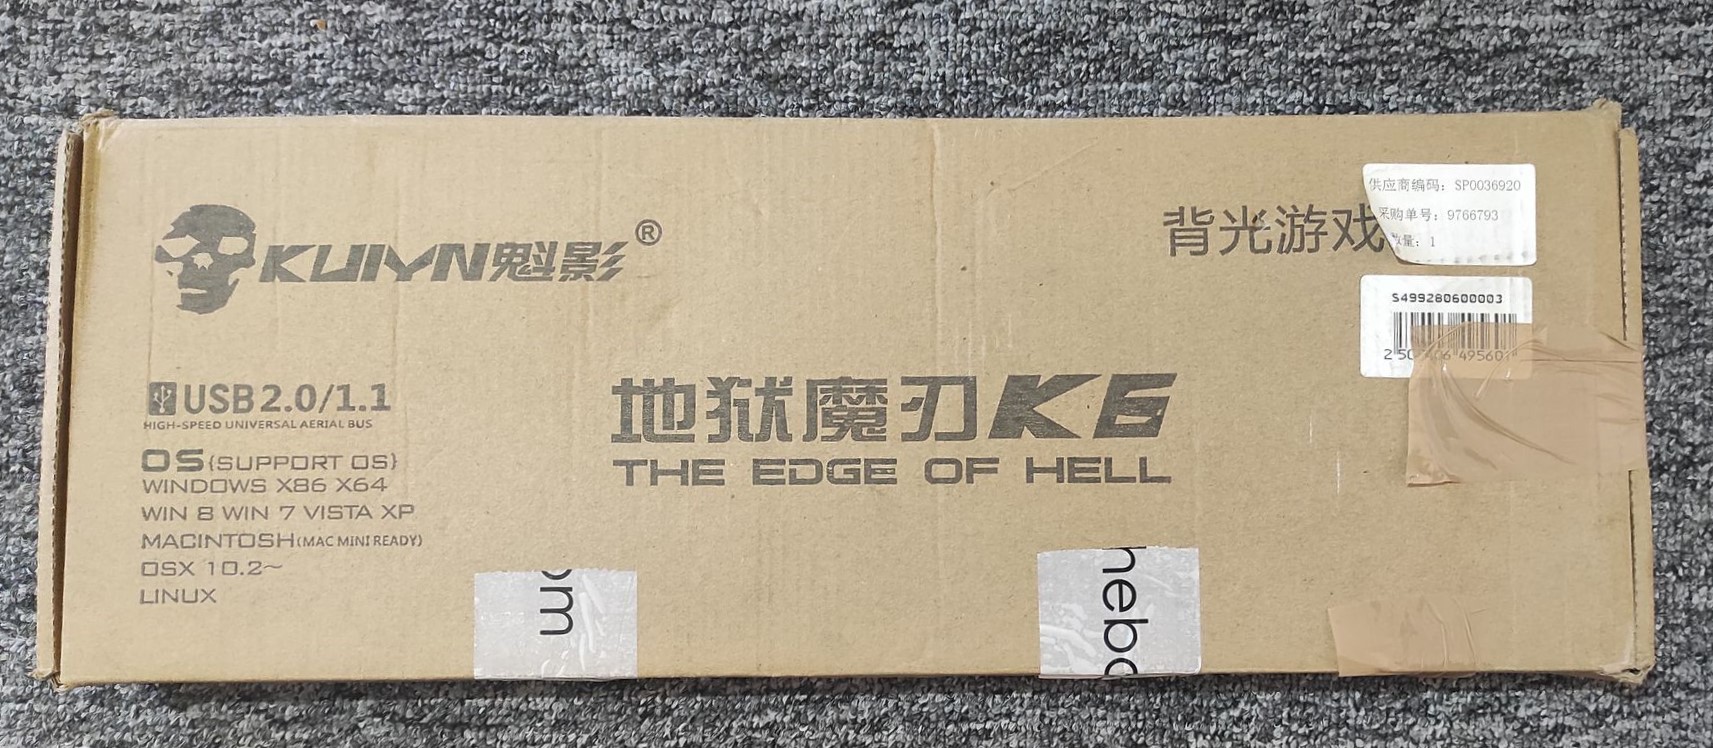 KUIYN魁影®
背光游戏
供应商编码: SP0036920
采购单号: 9766793
数量: 1
S499280600003
USB2.0/1.1
HIGH-SPEED UNIVERSAL AERIAL BUS
OS(SUPPORT OS)
WINDOWS X86 X64
WIN 8 WIN 7 VISTA XP
MACINTOSH(MAC MINI READY)
OSX 10.2~
LINUX
地狱魔刃K6
THE EDGE OF HELL
om
heb